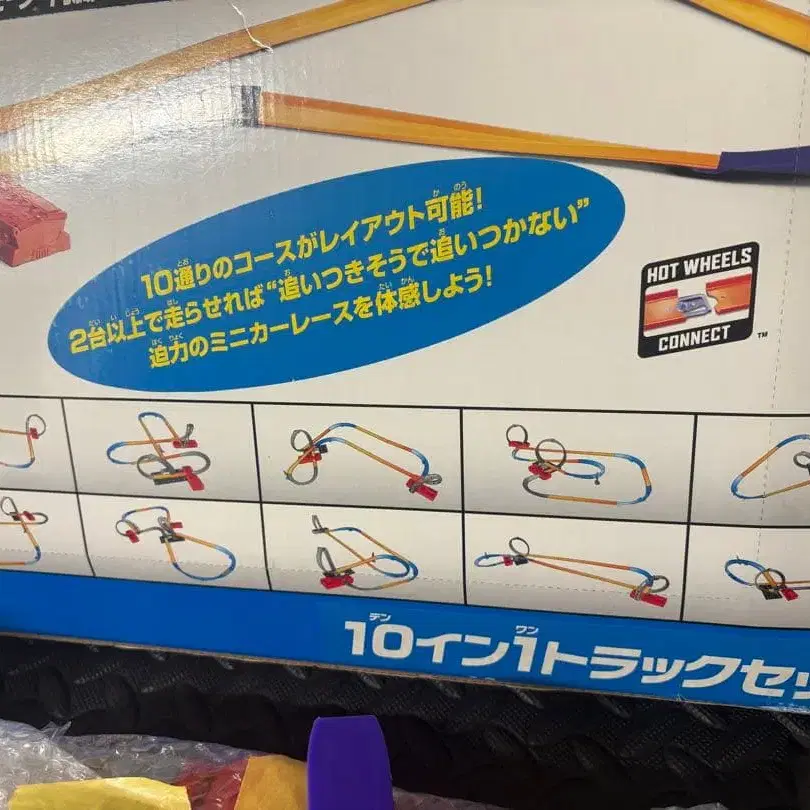 10通りのコースがレイアウト可能!
2台以上で走らせれば“追いつきそうで追いつかない”
迫力のミニカーレースを体感しよう!
HOT WHEELS
CONNECT
TM
10イン1トラックセッ